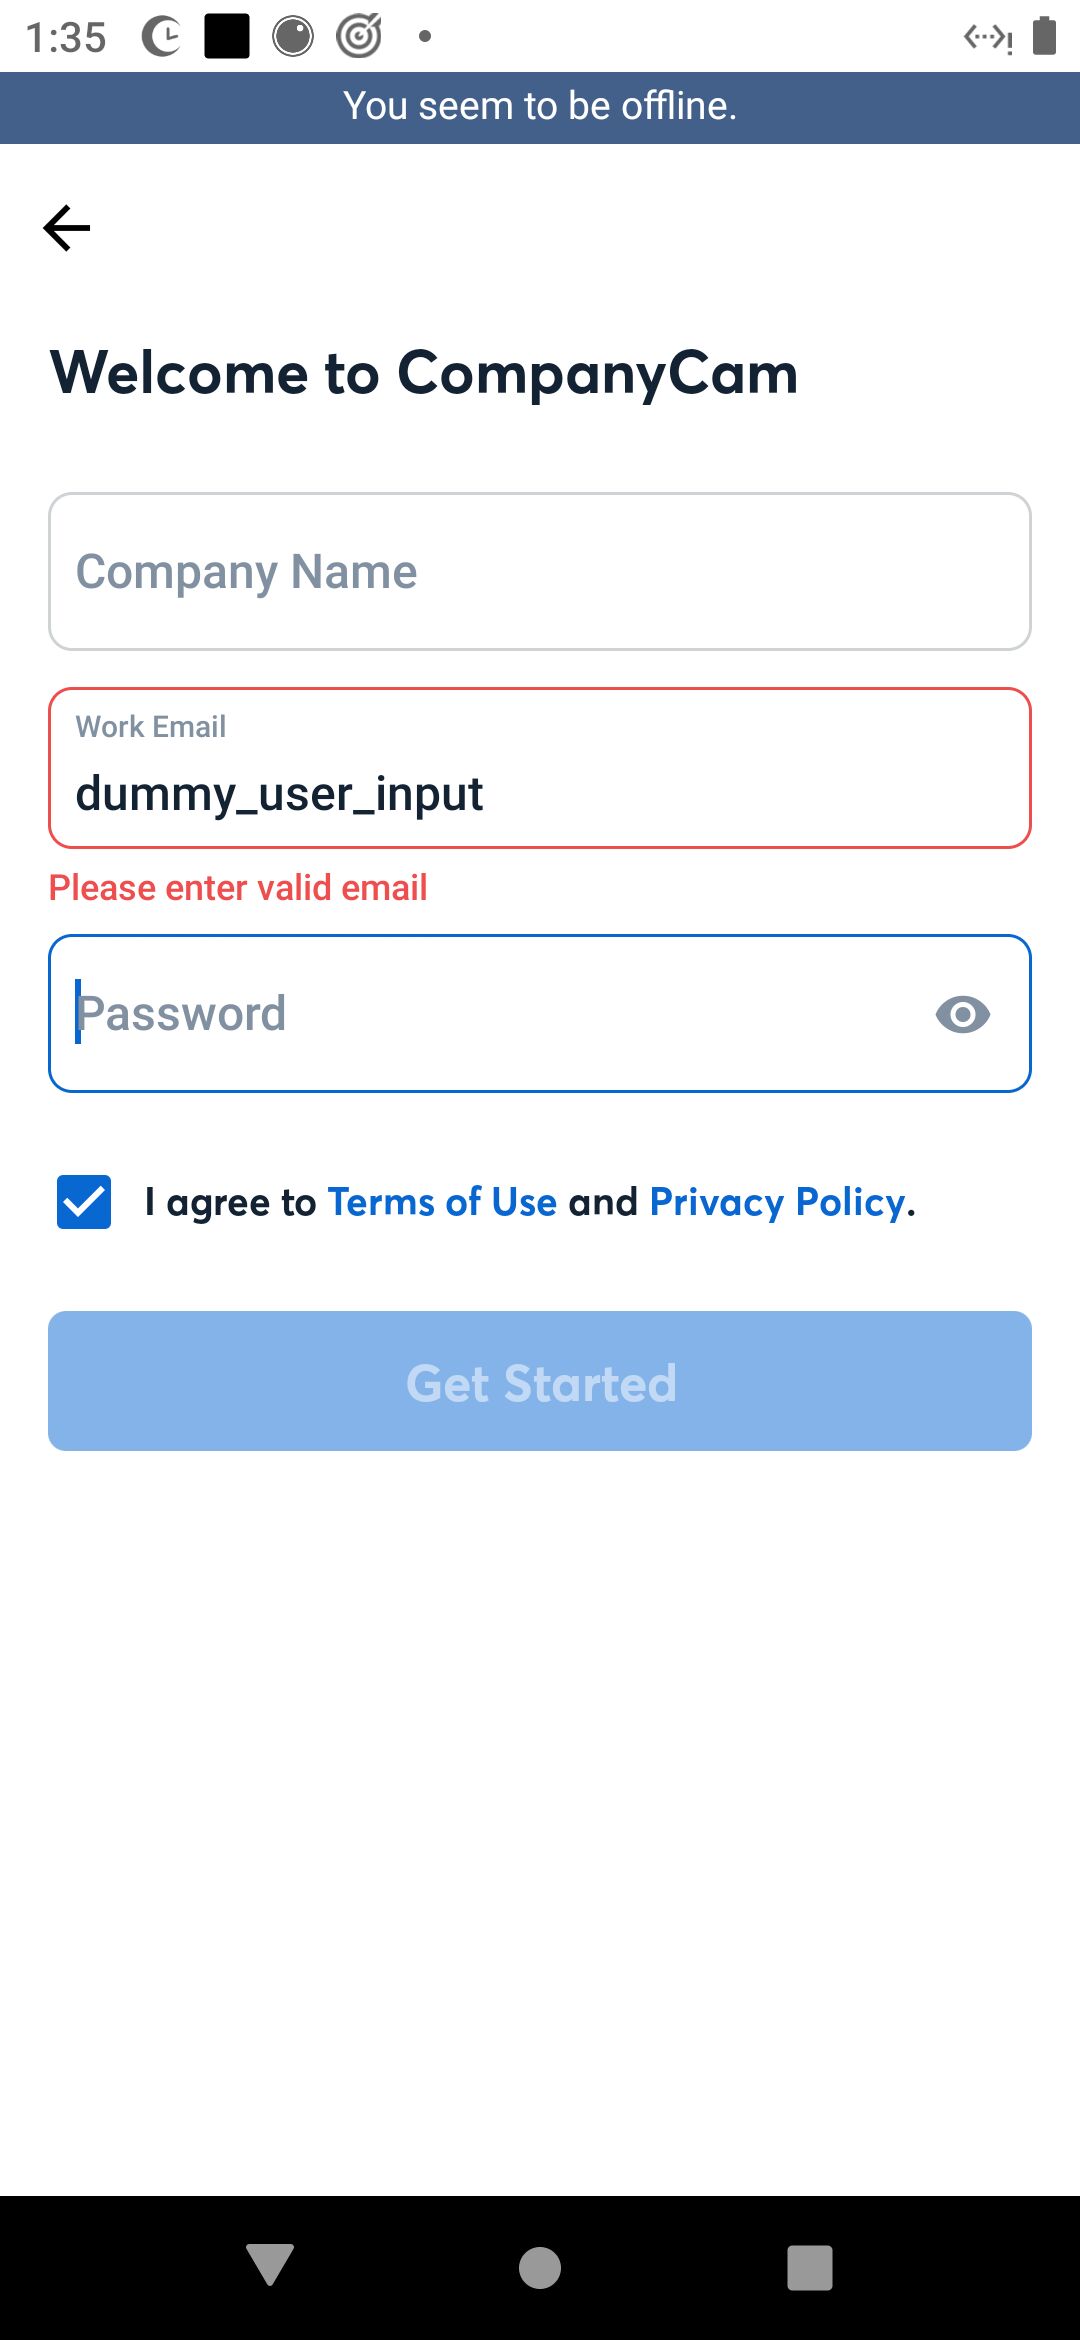 1:35
You seem to be offline.
Welcome to CompanyCam
Company Name
Work Email
dummy_user_input
Please enter valid email
Password
I agree to Terms of Use and Privacy Policy.
Get Started